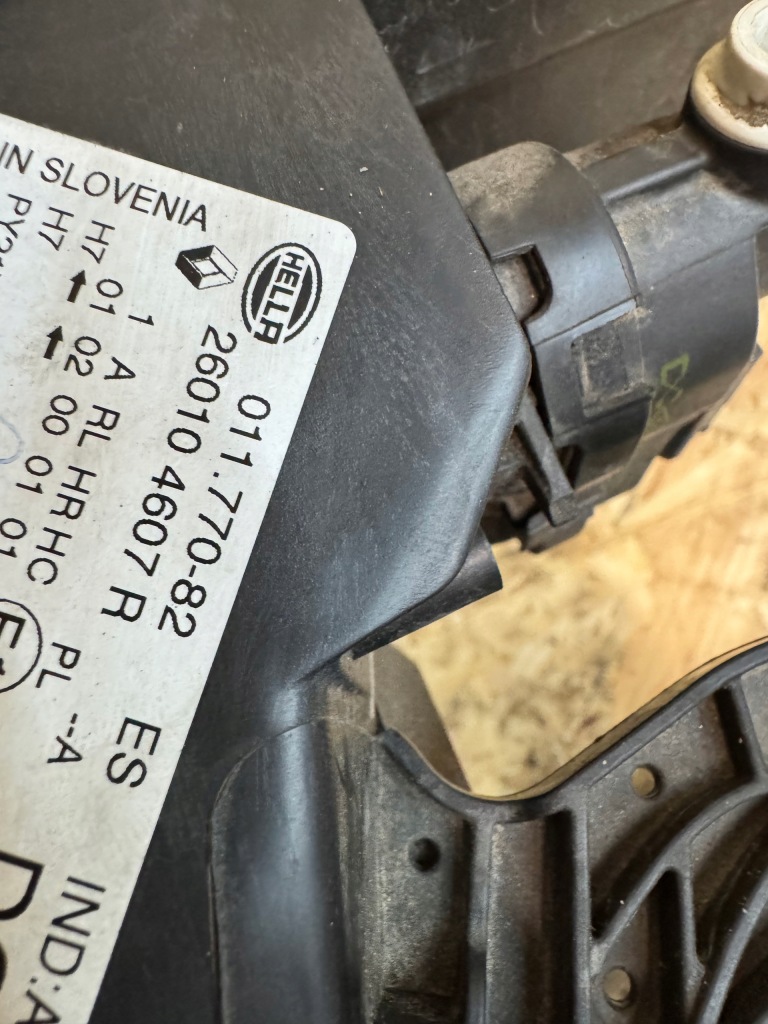 HELLA
011.770-82
26010 4607 R
ES
IND:A
IN SLOVENIA
1 A RL HR HC PL --A
H7 01 02 00 01 01
H7